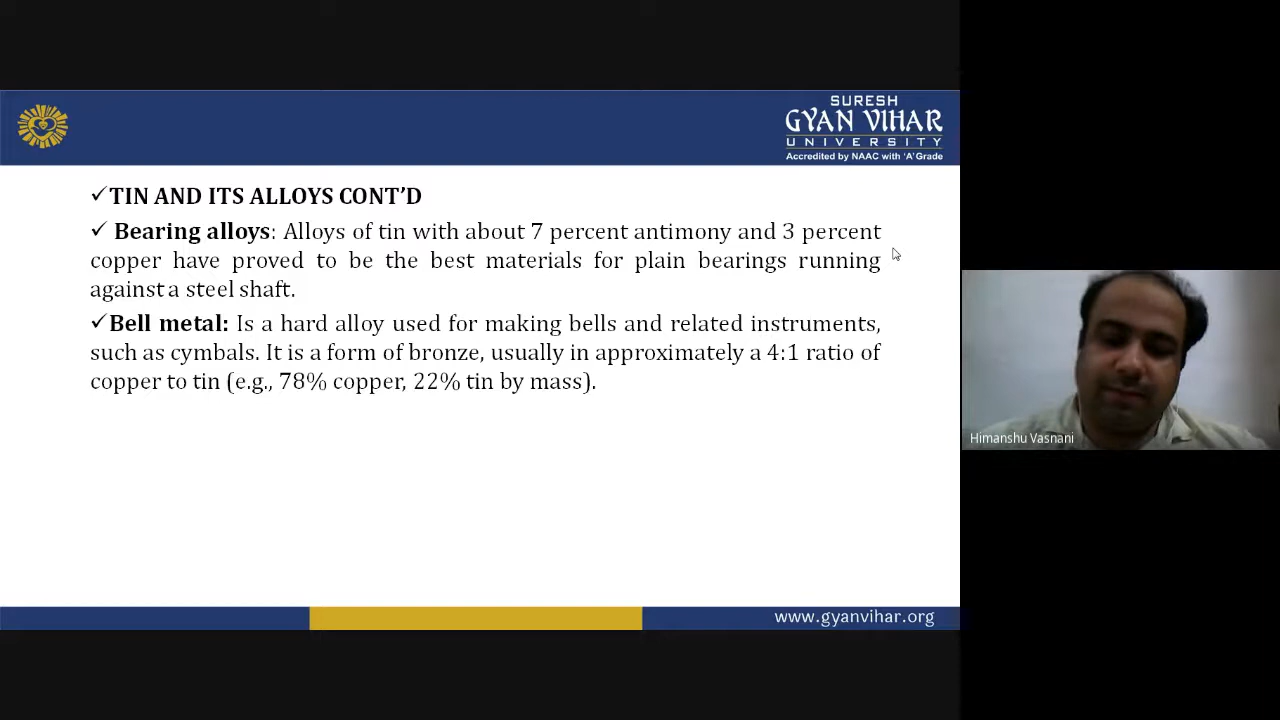 SURESH
GYAN VIHAR
UNIVERSITY
Accredited by NAAC with 'A' Grade
✓TIN AND ITS ALLOYS CONT’D
✓ Bearing alloys: Alloys of tin with about 7 percent antimony and 3 percent
copper have proved to be the best materials for plain bearings running
against a steel shaft.
✓Bell metal: Is a hard alloy used for making bells and related instruments,
such as cymbals. It is a form of bronze, usually in approximately a 4:1 ratio of
copper to tin (e.g., 78% copper, 22% tin by mass).
Himanshu Vasnani
www.gyanvihar.org